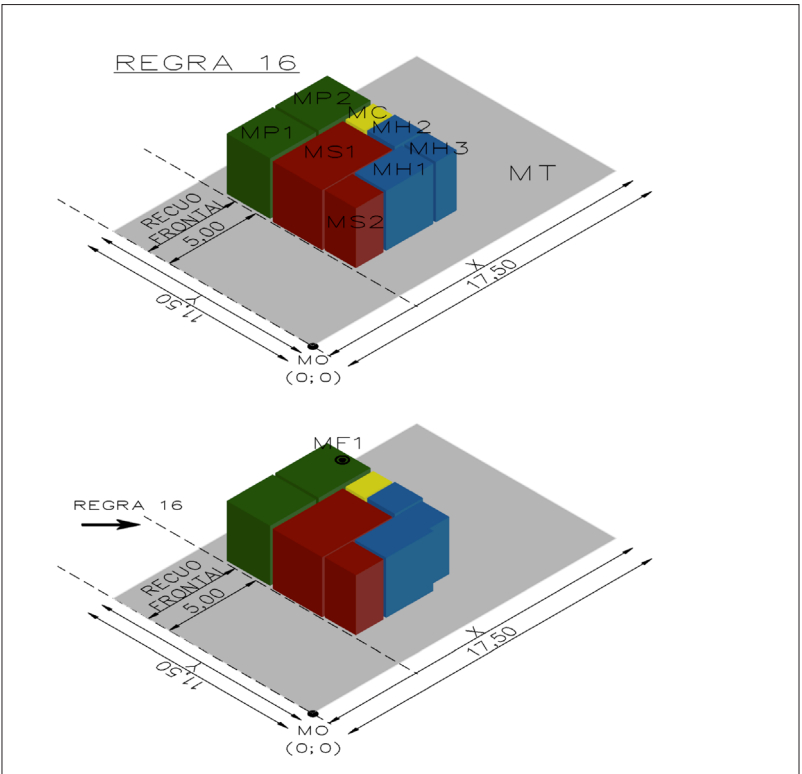 REGRA 16
MP2
MC
MP1
MH2
MS1
MH3
MH1
MT
MS2
RECUO
FRONTAL
5,00
X
17,50
Y
11,50
MO
(0;0)
MF1
REGRA 16
RECUO
FRONTAL
5,00
X
17,50
Y
11,50
MO
(0;0)